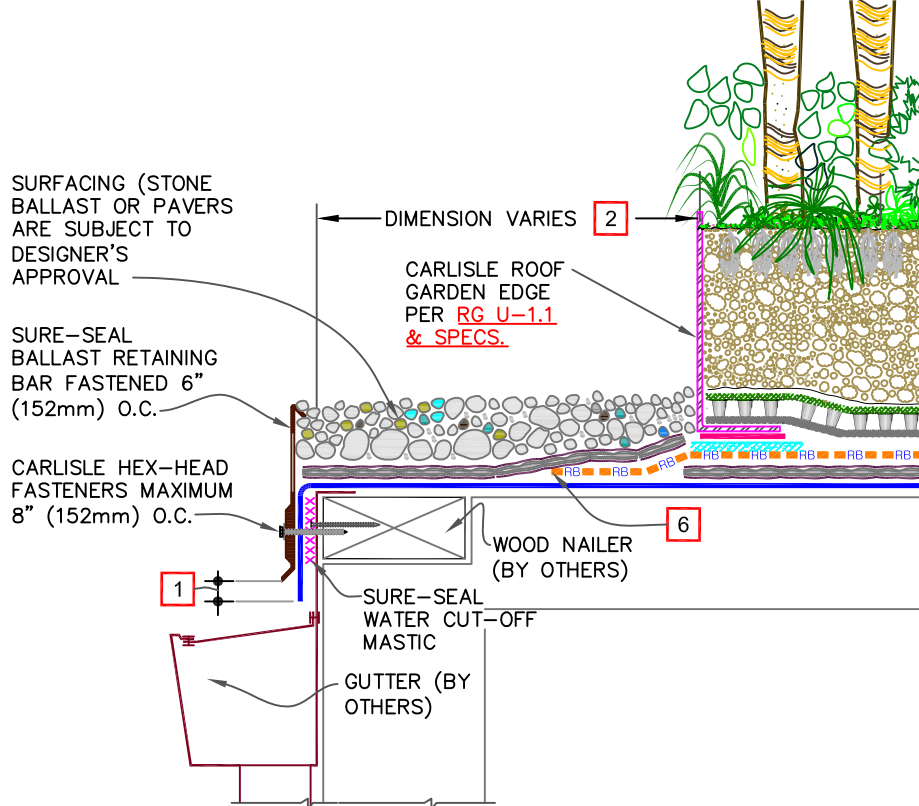 SURFACING (STONE
BALLAST OR PAVERS
ARE SUBJECT TO
DESIGNER'S
APPROVAL
DIMENSION VARIES 2
CARLISLE ROOF
GARDEN EDGE
PER RG U-1.1
& SPECS.
SURE-SEAL
BALLAST RETAINING
BAR FASTENED 6"
(152mm) O.C.
CARLISLE HEX-HEAD
FASTENERS MAXIMUM
8" (152mm) O.C.
RB RB RB RB RB RB RB RB
6
WOOD NAILER
(BY OTHERS)
1
SURE-SEAL
WATER CUT-OFF
MASTIC
GUTTER (BY
OTHERS)